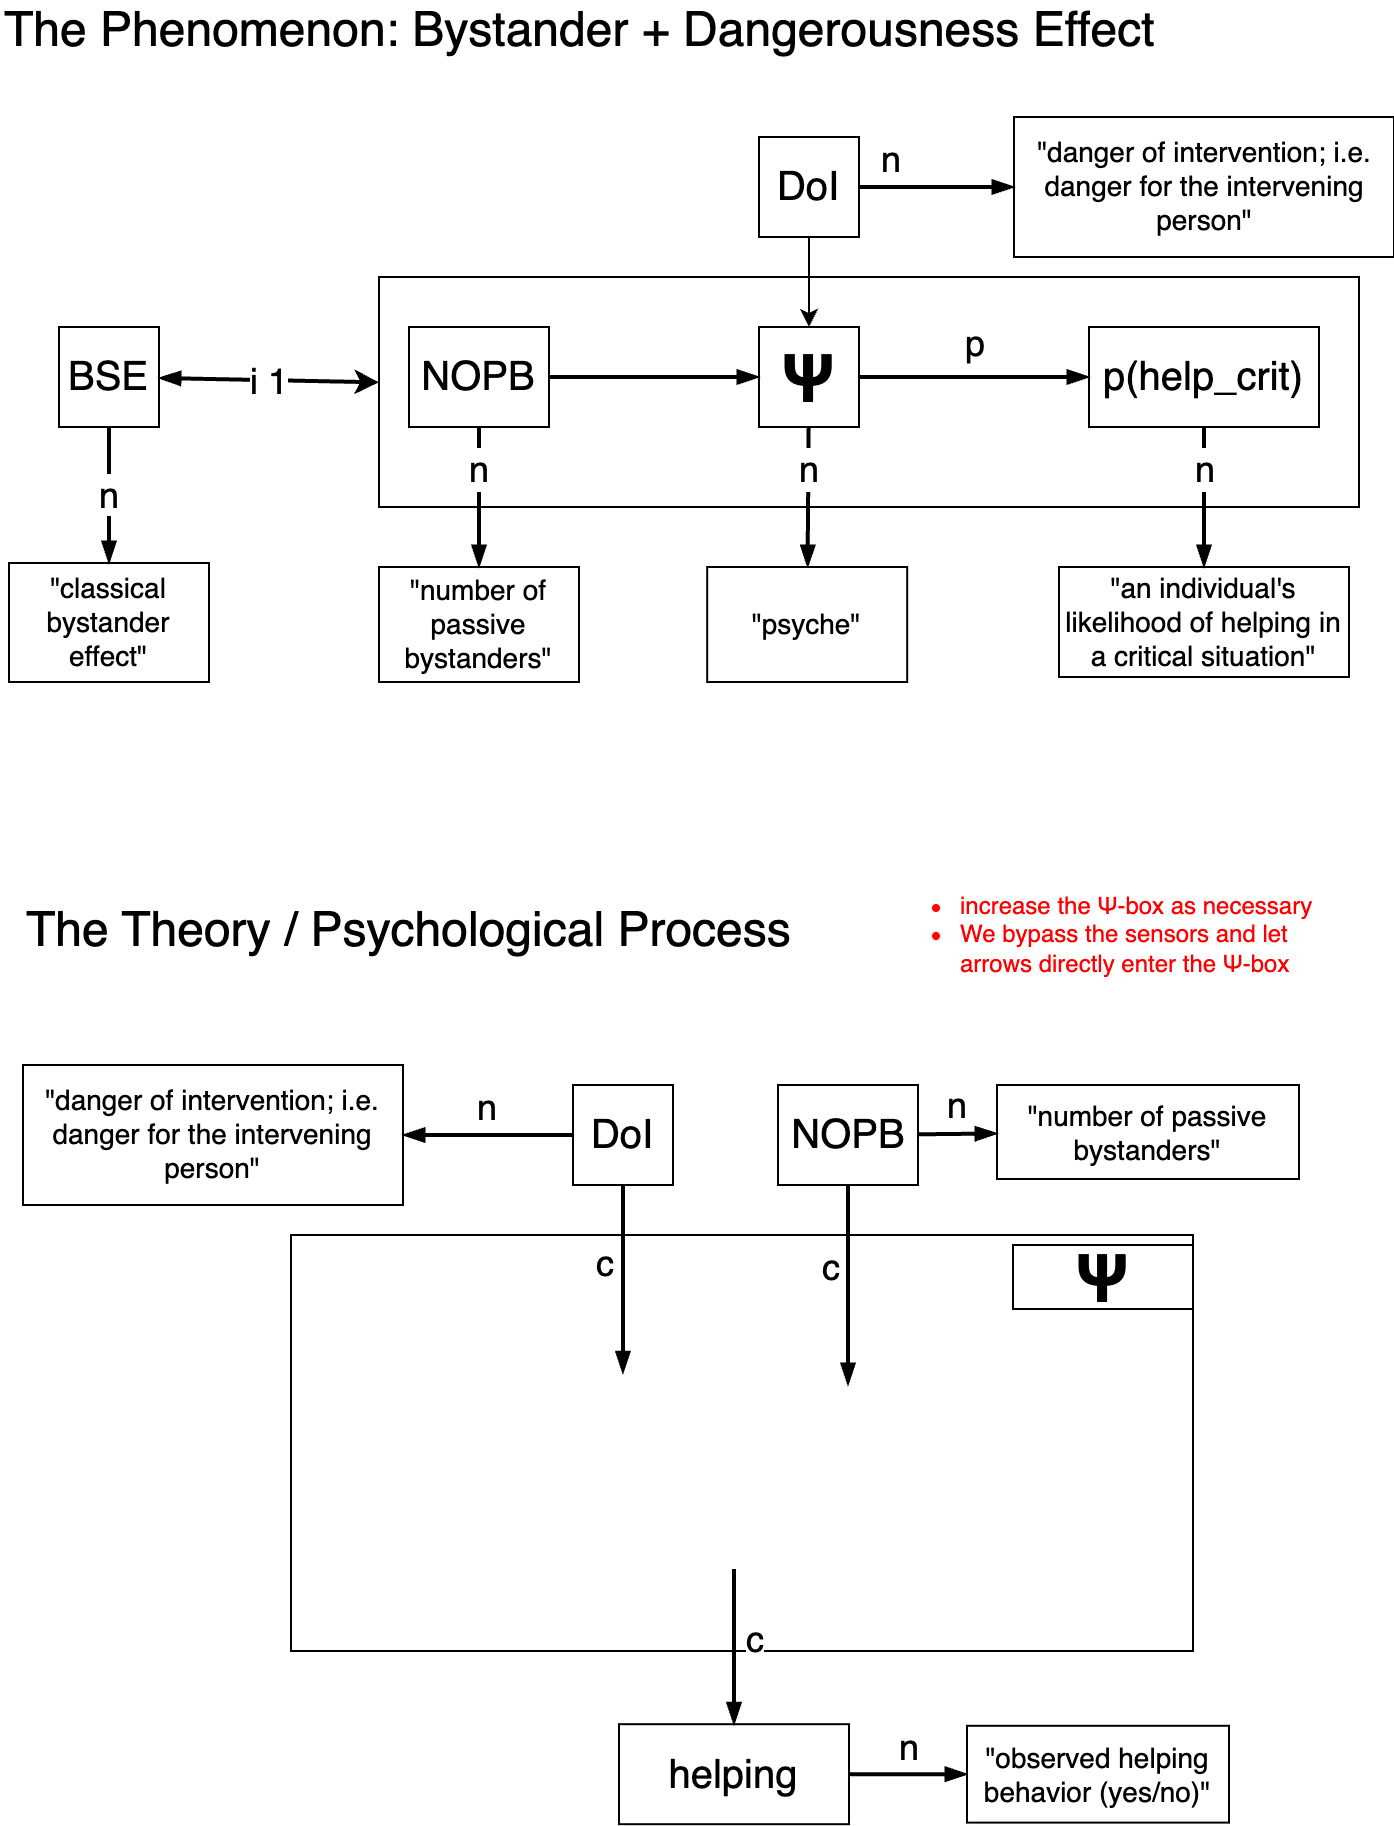 The Phenomenon: Bystander + Dangerousness Effect
DoI
n
"danger of intervention; i.e.
danger for the intervening
person"
BSE
i 1
NOPB
Ψ
p
p(help_crit)
n
n
n
n
"classical
bystander
effect"
"number of
passive
bystanders"
"psyche"
"an individual's
likelihood of helping in
a critical situation"
The Theory / Psychological Process
• increase the Ψ-box as necessary
• We bypass the sensors and let
arrows directly enter the Ψ-box
"danger of intervention; i.e.
danger for the intervening
person"
n
DoI
NOPB
n
"number of passive
bystanders"
c
c
Ψ
c
helping
n
"observed helping
behavior (yes/no)"